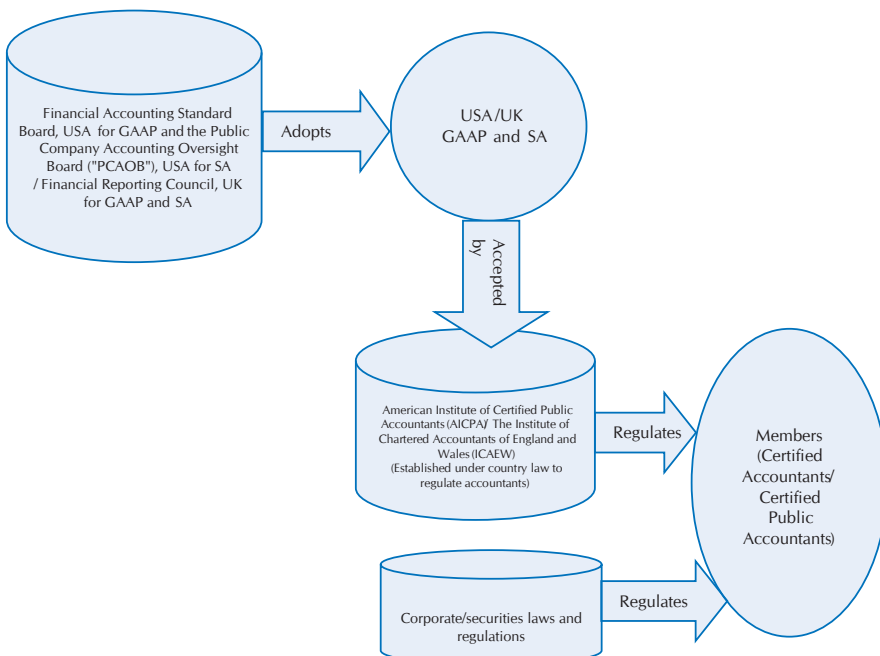 Financial Accounting Standard
Board, USA for GAAP and the Public
Company Accounting Oversight
Board ("PCAOB"), USA for SA
/ Financial Reporting Council, UK
for GAAP and SA
Adopts
USA/UK
GAAP and SA
Accepted
by
American Institute of Certified Public
Accountants (AICPA)/ The Institute of
Chartered Accountants of England and
Wales (ICAEW)
(Established under country law to
regulate accountants)
Regulates
Members
(Certified
Accountants/
Certified
Public
Accountants)
Corporate/securities laws and
regulations
Regulates